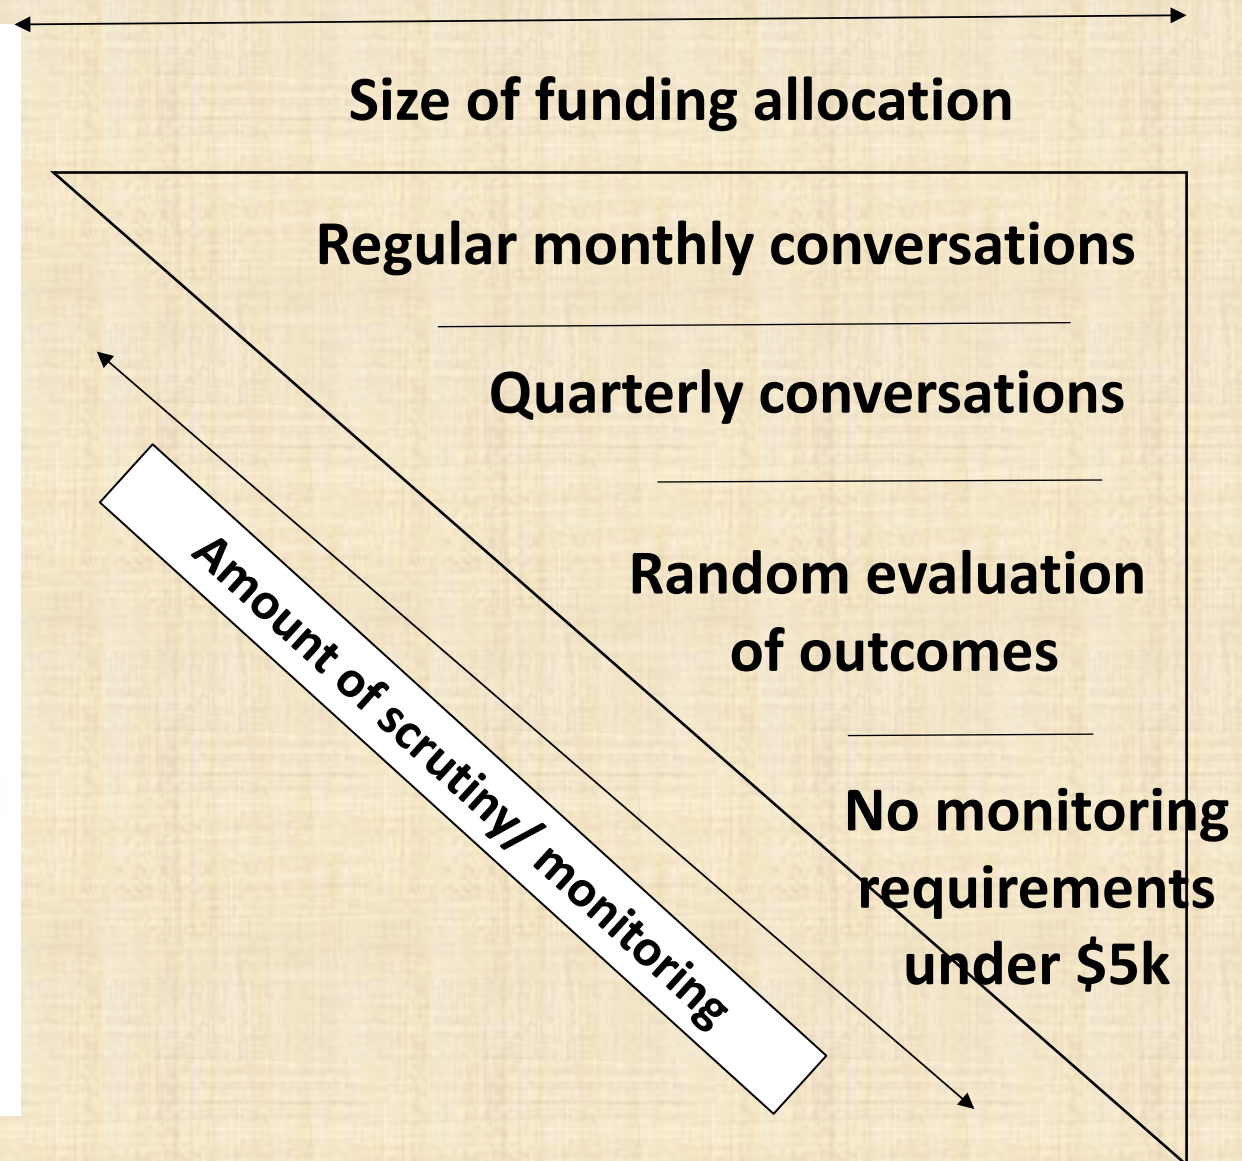 Size of funding allocation
Regular monthly conversations
Quarterly conversations
Random evaluation
of outcomes
No monitoring
requirements
under $5k
Amount of scrutiny/ monitoring